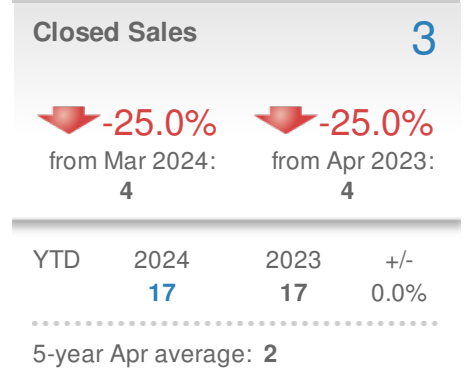 Closed Sales 3
-25.0% -25.0%
from Mar 2024: from Apr 2023:
4 4
YTD 2024 2023 +/-
17 17 0.0%
5-year Apr average: 2